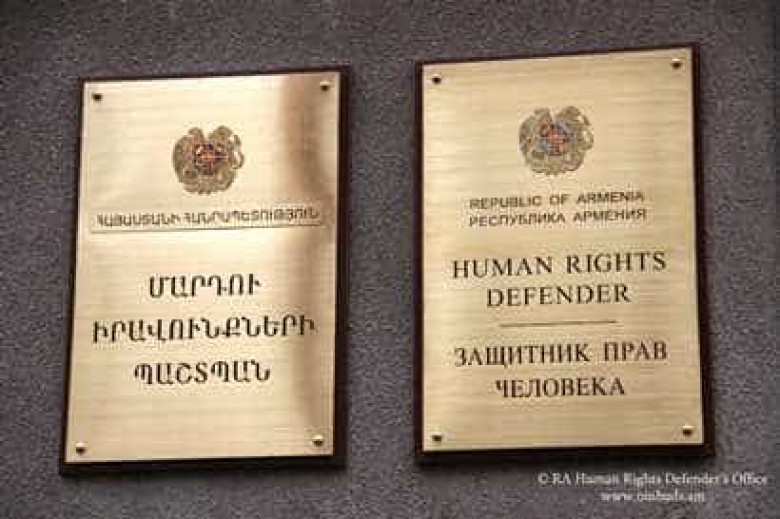 ՀԱՅԱՍՏԱՆԻ ՀԱՆՐԱՊԵՏՈՒԹՅՈՒՆ
ՄԱՐԴՈՒ
ԻՐԱՎՈՒՆՔՆԵՐԻ
ՊԱՇՏՊԱՆ
REPUBLIC OF ARMENIA
РЕСПУБЛИКА АРМЕНИЯ
HUMAN RIGHTS
DEFENDER
ЗАЩИТНИК ПРАВ
ЧЕЛОВЕКА
© RA Human Rights Defender's Office
www.ombuds.am